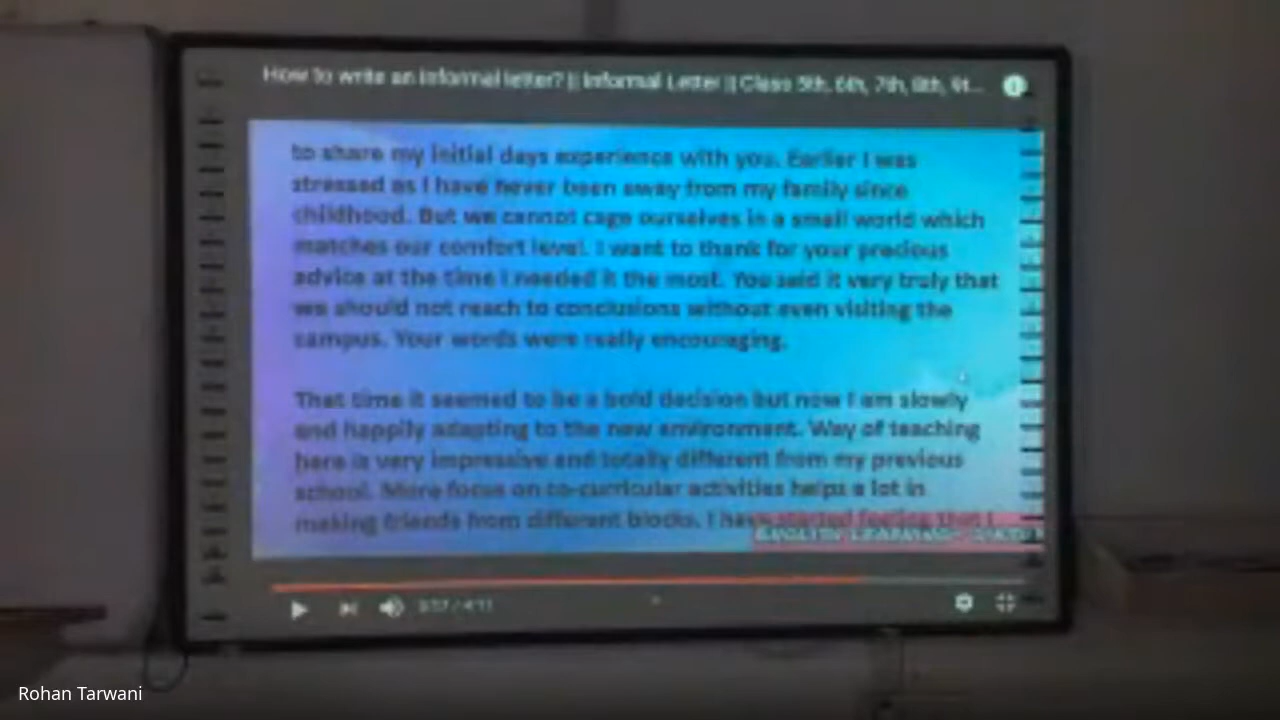 How to write an informal letter? || Informal Letter || Class 5th, 6th, 7th, 8th, 9t...
to share my initial days experience with you. Earlier I was
stressed as I have never been away from my family since
childhood. But we cannot cage ourselves in a small world which
matches our comfort level. I want to thank for your precious
advice at the time I needed it the most. You said it very truly that
we should not reach to conclusions without even visiting the
campus. Your words were really encouraging.
That time it seemed to be a bold decision but now I am slowly
and happily adapting to the new environment. Way of teaching
here is very impressive and totally different from my previous
school. More focus on co-curricular activities helps a lot in
making friends from different blocks. I have started feeling that I
ENGLISH LEARNING
/ 4:11
Rohan Tarwani